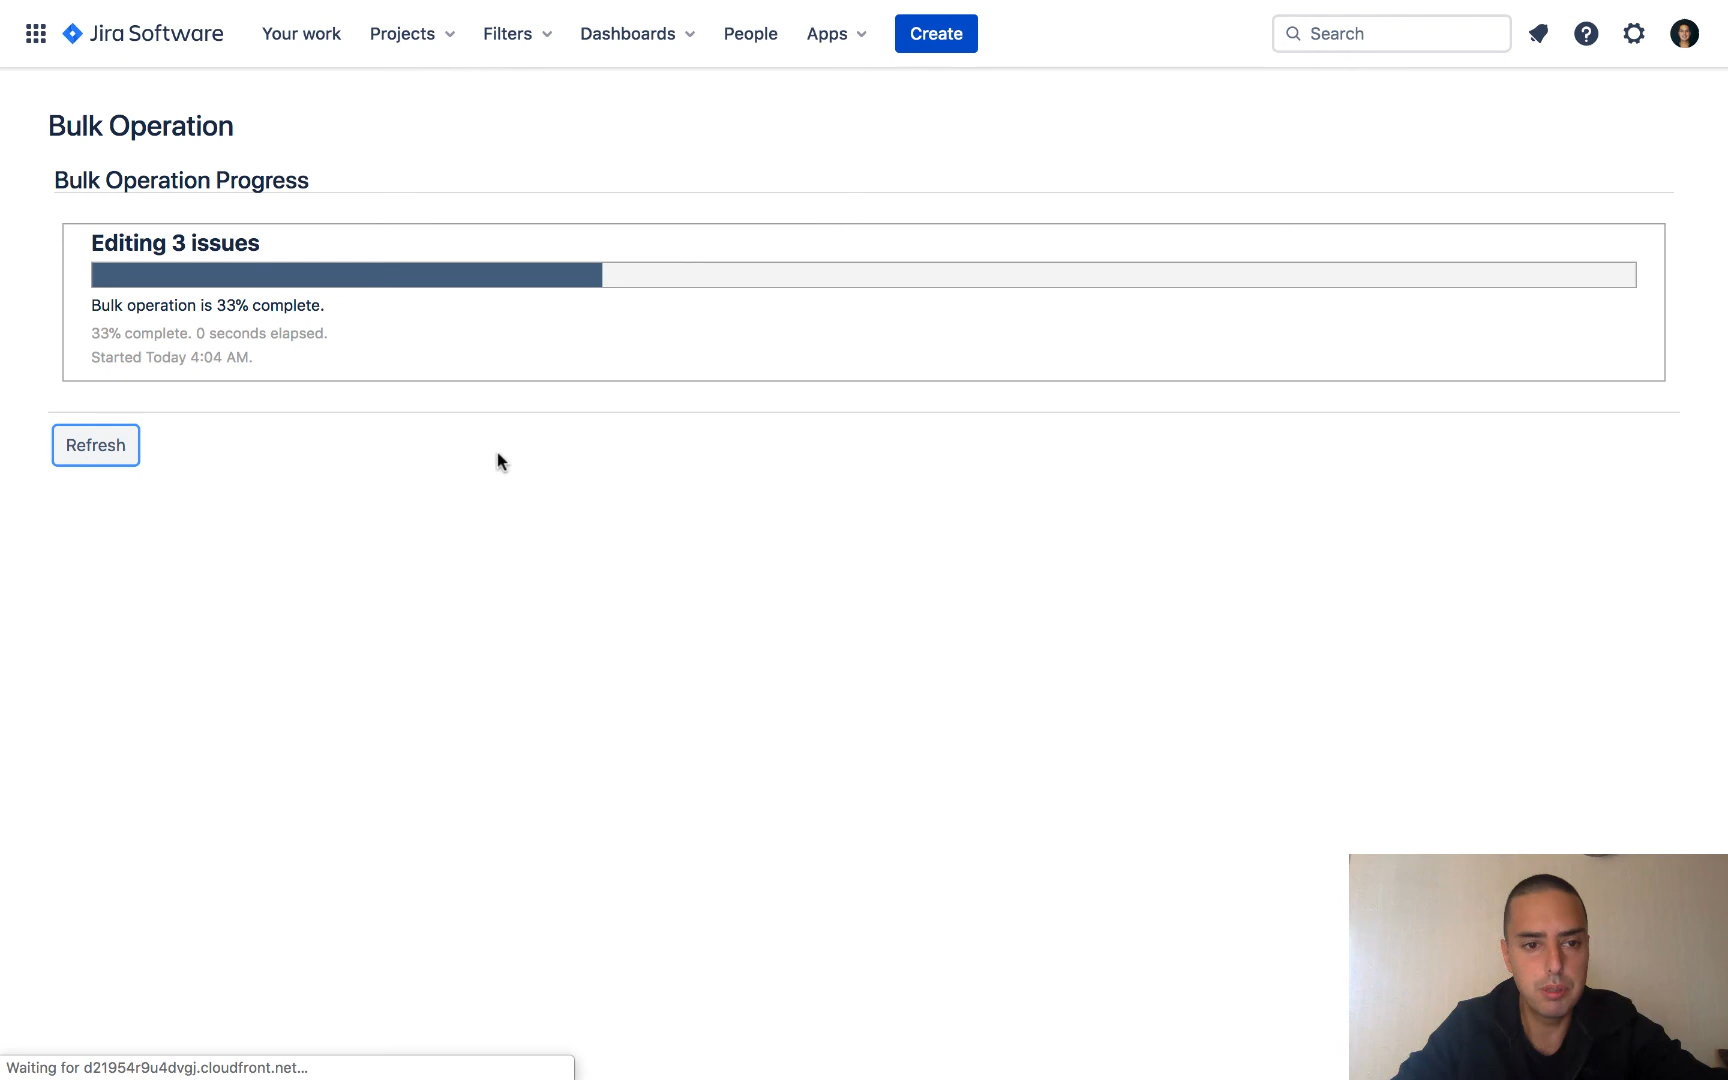 Jira Software
Your work
Projects
Filters
Dashboards
People
Apps
Create
Search
Bulk Operation
Bulk Operation Progress
Editing 3 issues
Bulk operation is 33% complete.
33% complete. 0 seconds elapsed.
Started Today 4:04 AM.
Refresh
Waiting for d21954r9u4dvgj.cloudfront.net...